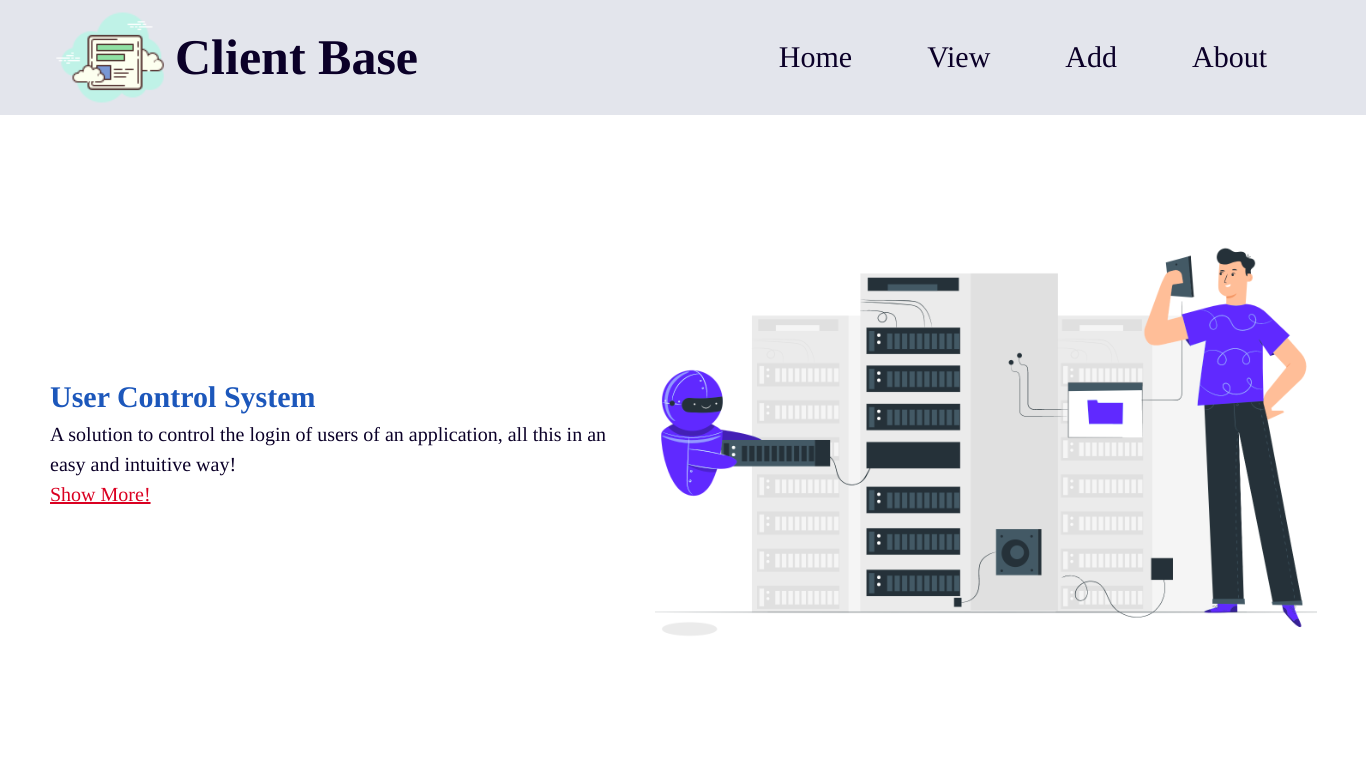 Client Base
Home View Add About
User Control System
A solution to control the login of users of an application, all this in an
easy and intuitive way!
Show More!